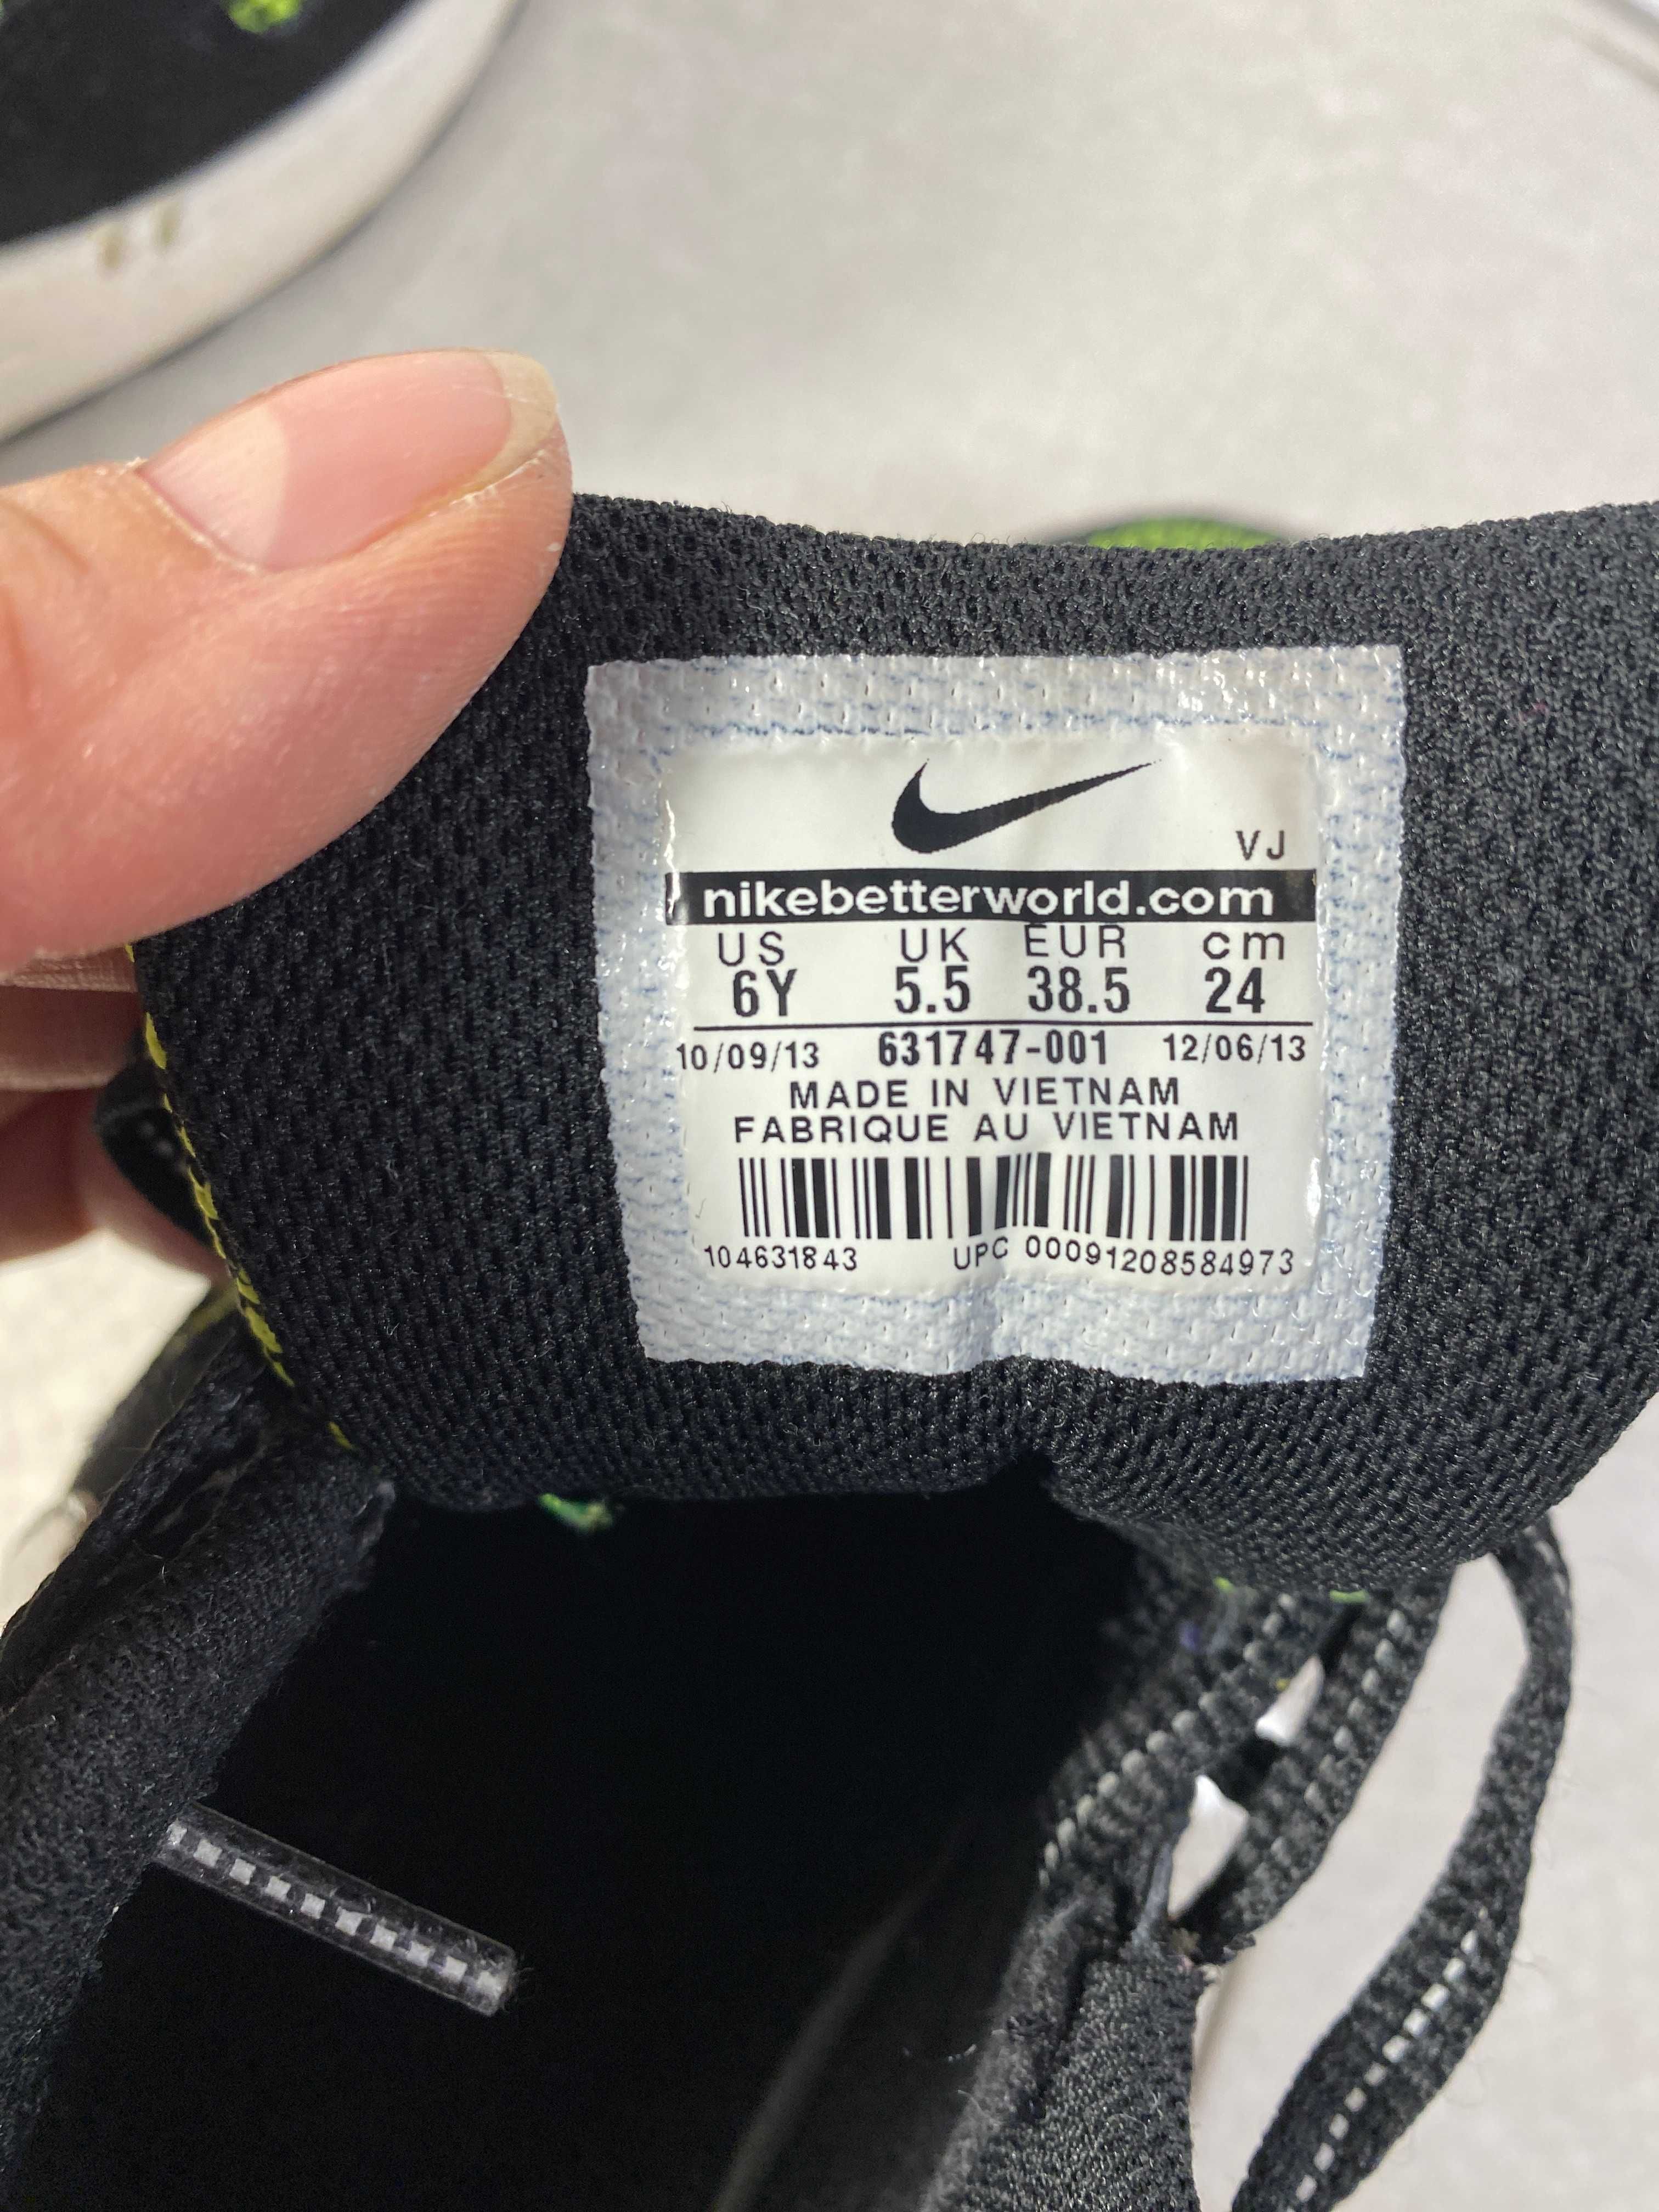 VJ
nikebetterworld.com
US UK EUR cm
6Y 5.5 38.5 24
10/09/13 631747-001 12/06/13
MADE IN VIETNAM
FABRIQUE AU VIETNAM
104631843 UPC 00091208584973